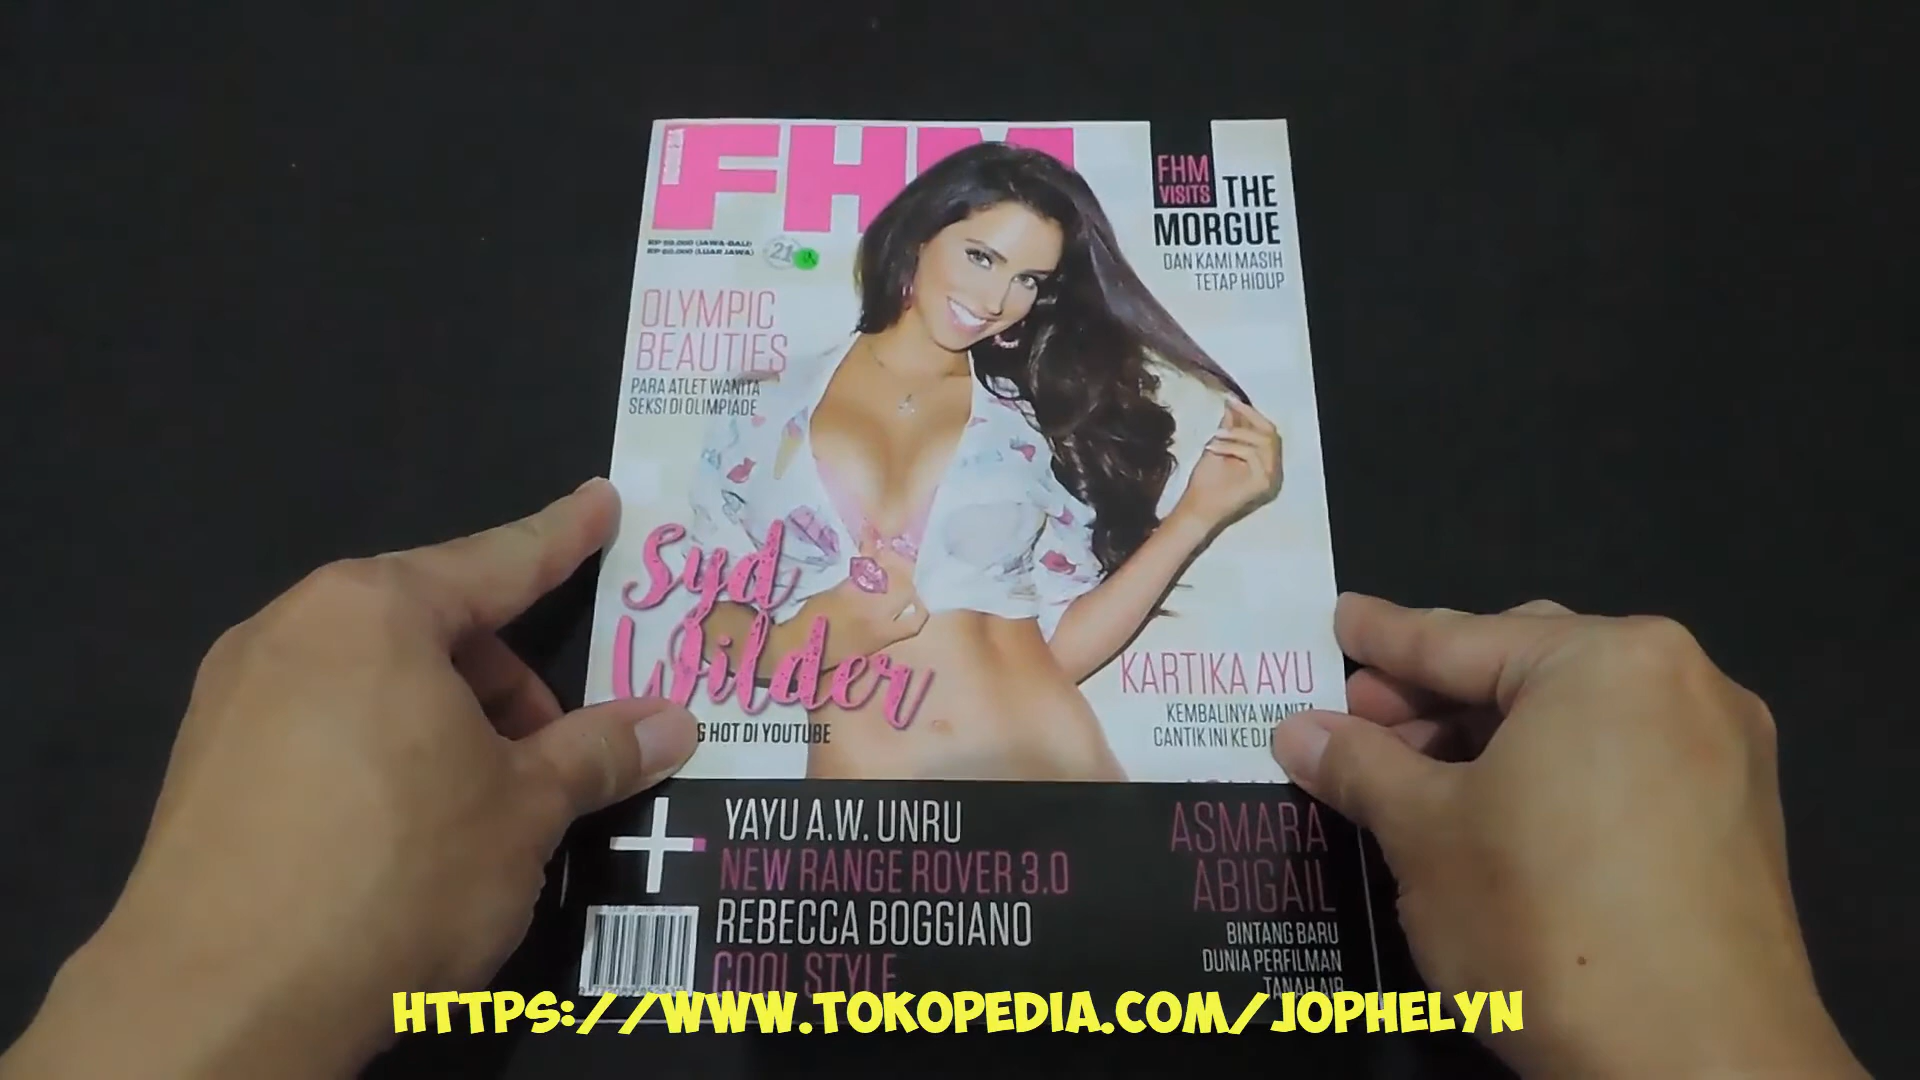 FHM
RP 59.000 (JAWA-BALI)
RP 60.000 (LUAR JAWA)
21
FHM
VISITS
THE
MORGUE
DAN KAMI MASIH
TETAP HIDUP
OLYMPIC
BEAUTIES
PARA ATLET WANITA
SEKSI DI OLIMPIADE
Syd
Wilder
G HOT DI YOUTUBE
KARTIKA AYU
KEMBALINYA WANITA
CANTIK INI KE DJ
+
YAYU A.W. UNRU
NEW RANGE ROVER 3.0
REBECCA BOGGIANO
COOL STYLE
ASMARA
ABIGAIL
BINTANG BARU
DUNIA PERFILMAN
TANAH AIR
HTTPS://WWW.TOKOPEDIA.COM/JOPHELYN